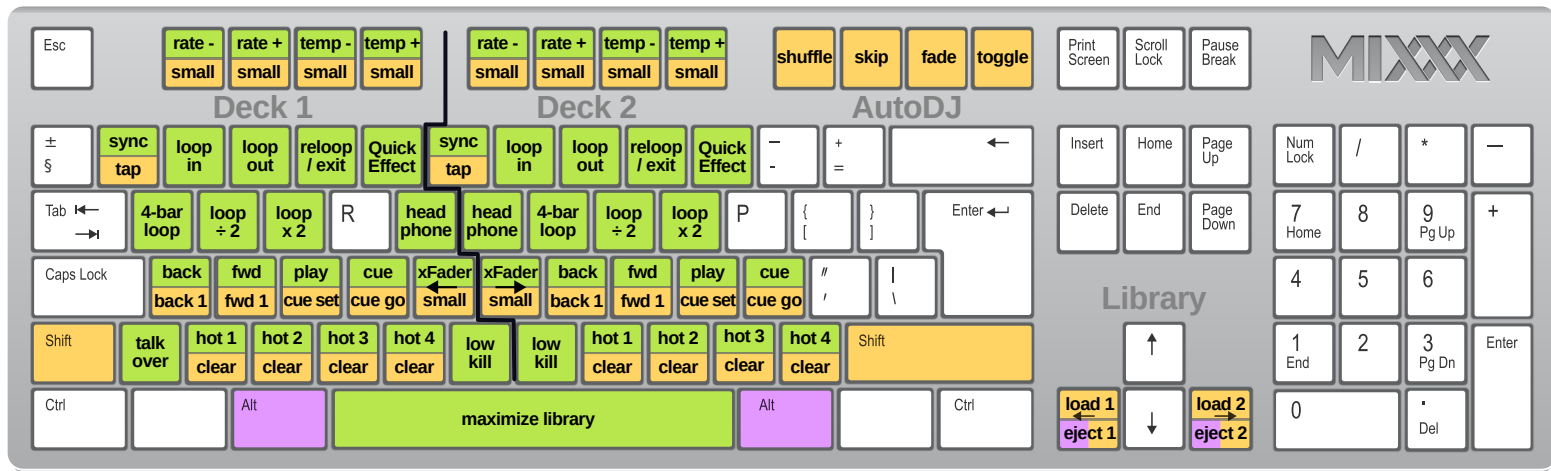 Esc
rate - rate + temp - temp +
small small small small
rate - rate + temp - temp +
small small small small
shuffle skip fade toggle
Print
Screen
Scroll
Lock
Pause
Break
MIXXX
Deck 1 Deck 2 AutoDJ
±
§
sync
tap
loop
in
loop
out
reloop
/ exit
Quick
Effect
sync
tap
loop
in
loop
out
reloop
/ exit
Quick
Effect
—
-
+
=
←
Insert
Home
Page
Up
Num
Lock
/
*
—
Tab
4-bar
loop
loop
÷ 2
loop
x 2
R
head
phone
head
phone
4-bar
loop
loop
÷ 2
loop
x 2
P
{
[
}
]
Enter
Delete
End
Page
Down
7
Home
8
9
Pg Up
+
Caps Lock
back
back 1
fwd
fwd 1
play
cue set
cue
cue go
xFader
←
small
xFader
→
small
back
back 1
fwd
fwd 1
play
cue set
cue
cue go
"
'
|
\
Library
4
5
6
Shift
talk
over
hot 1
clear
hot 2
clear
hot 3
clear
hot 4
clear
low
kill
low
kill
hot 1
clear
hot 2
clear
hot 3
clear
hot 4
clear
Shift
↑
1
End
2
3
Pg Dn
Enter
Ctrl
Alt
maximize library
Alt
Ctrl
load 1
←
eject 1
↓
load 2
→
eject 2
0
.
Del